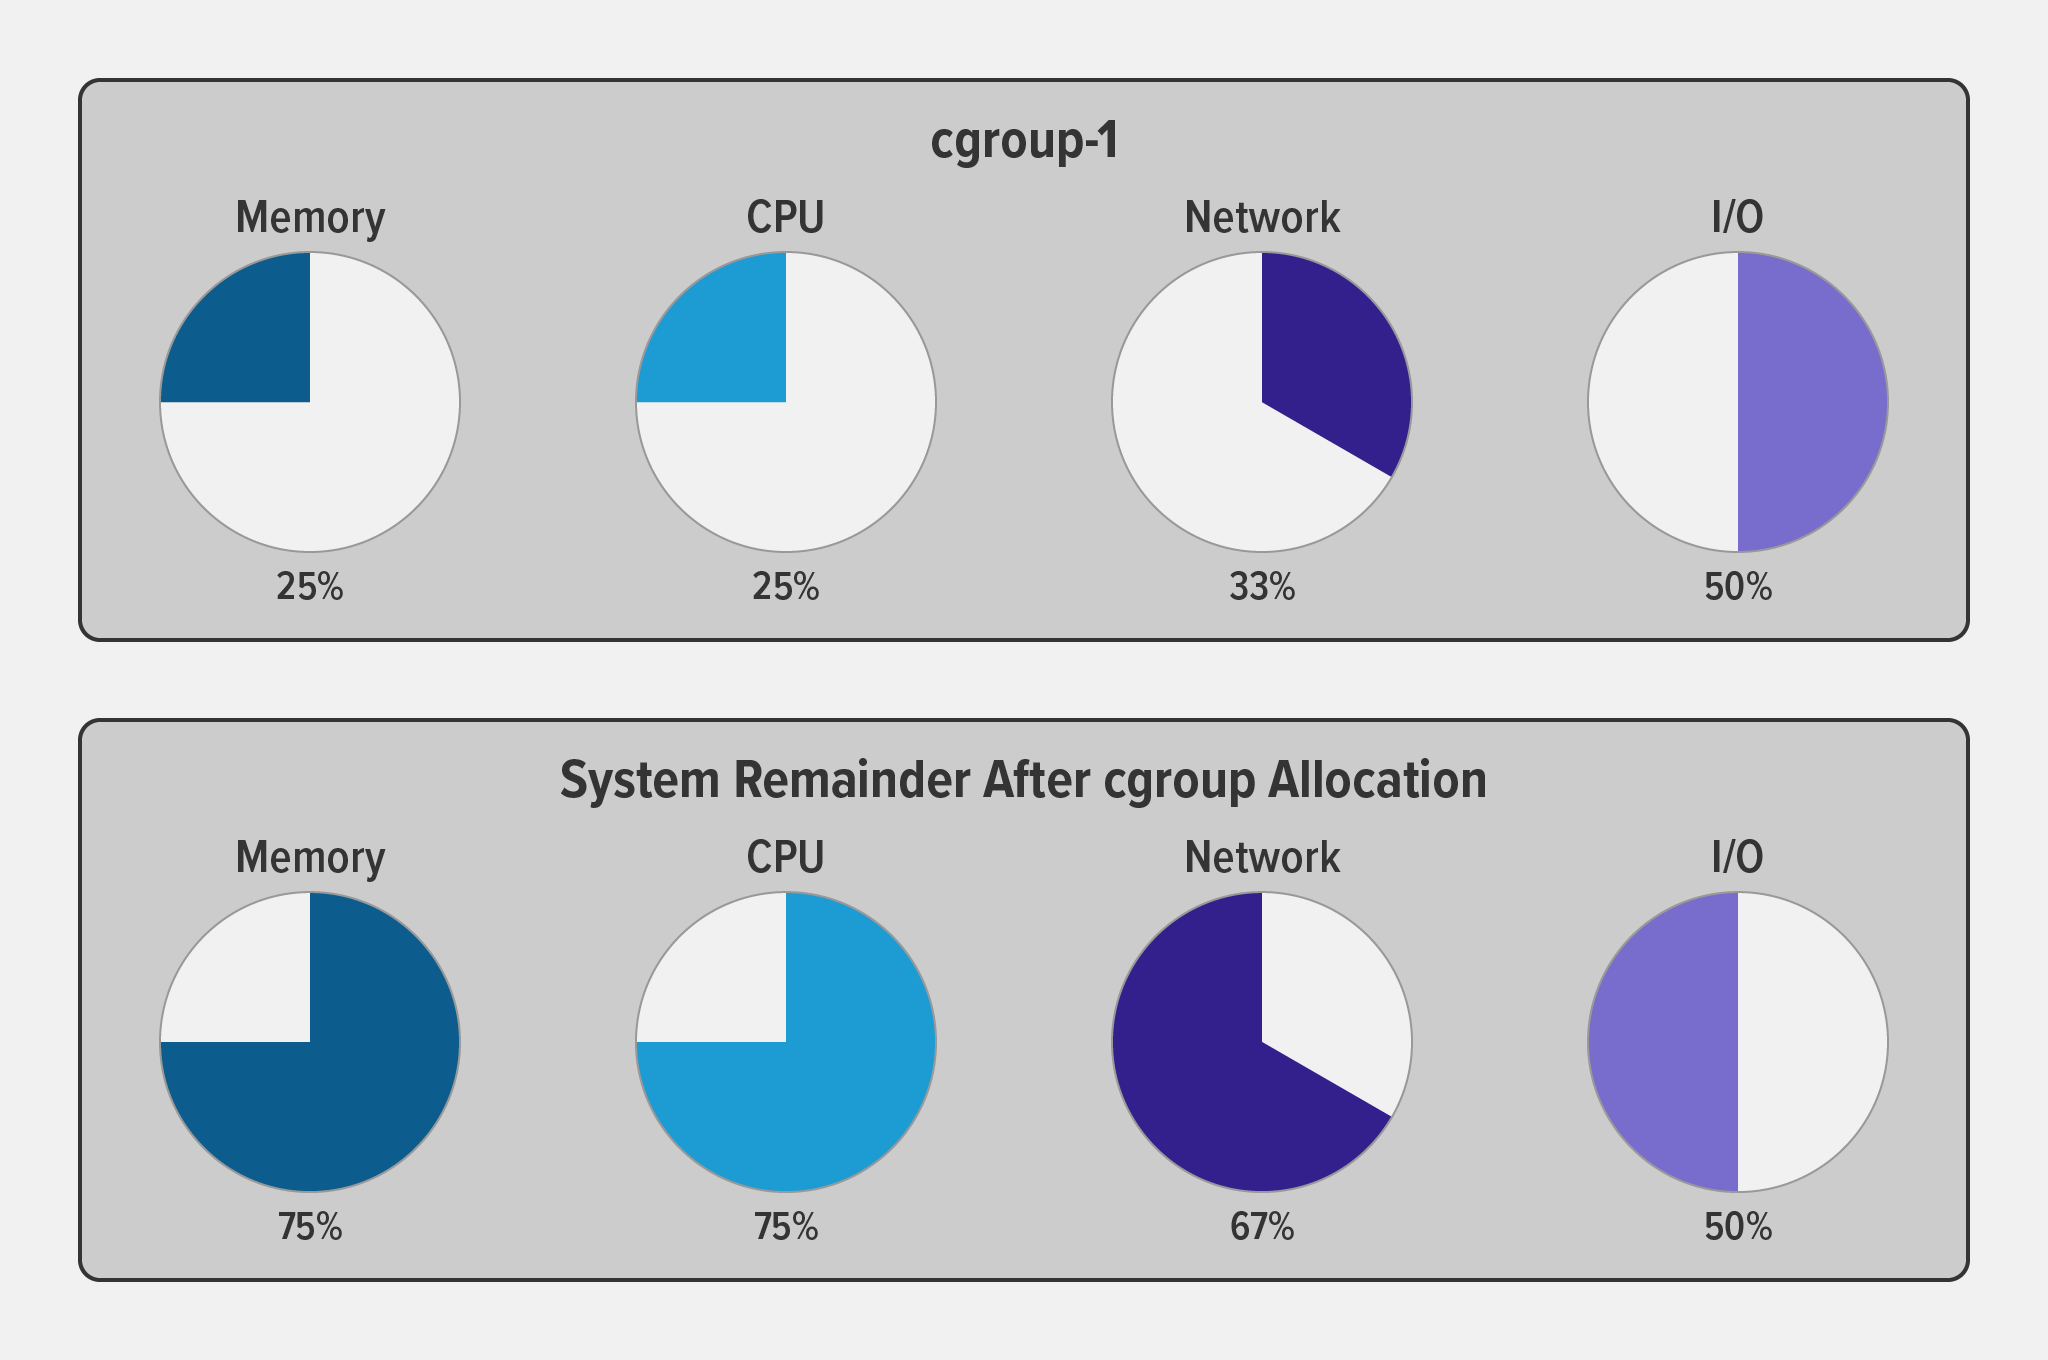 cgroup-1
Memory
CPU
Network
I/O
25%
25%
33%
50%
System Remainder After cgroup Allocation
Memory
CPU
Network
I/O
75%
75%
67%
50%